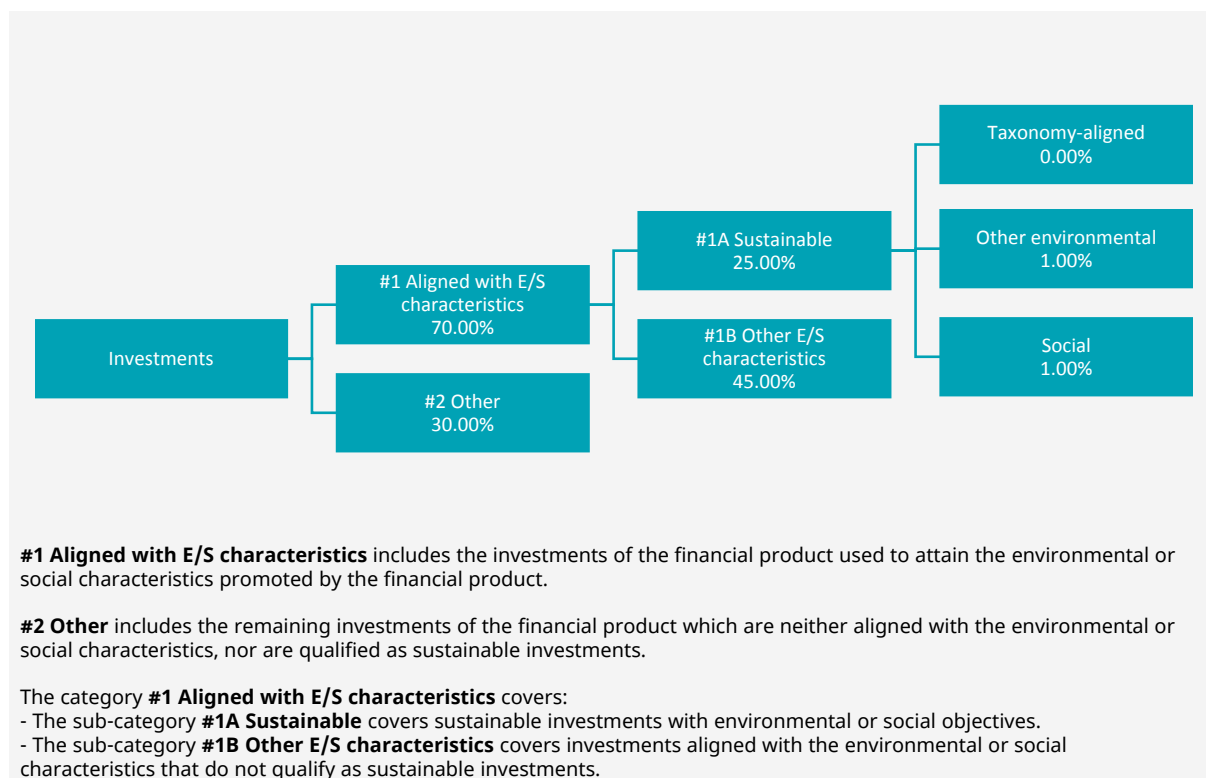 Taxonomy-aligned
0.00%
#1A Sustainable
25.00%
Other environmental
1.00%
#1 Aligned with E/S
characteristics
70.00%
Investments
#1B Other E/S
characteristics
45.00%
Social
1.00%
#2 Other
30.00%
#1 Aligned with E/S characteristics includes the investments of the financial product used to attain the environmental or
social characteristics promoted by the financial product.
#2 Other includes the remaining investments of the financial product which are neither aligned with the environmental or
social characteristics, nor are qualified as sustainable investments.
The category #1 Aligned with E/S characteristics covers:
- The sub-category #1A Sustainable covers sustainable investments with environmental or social objectives.
- The sub-category #1B Other E/S characteristics covers investments aligned with the environmental or social
characteristics that do not qualify as sustainable investments.